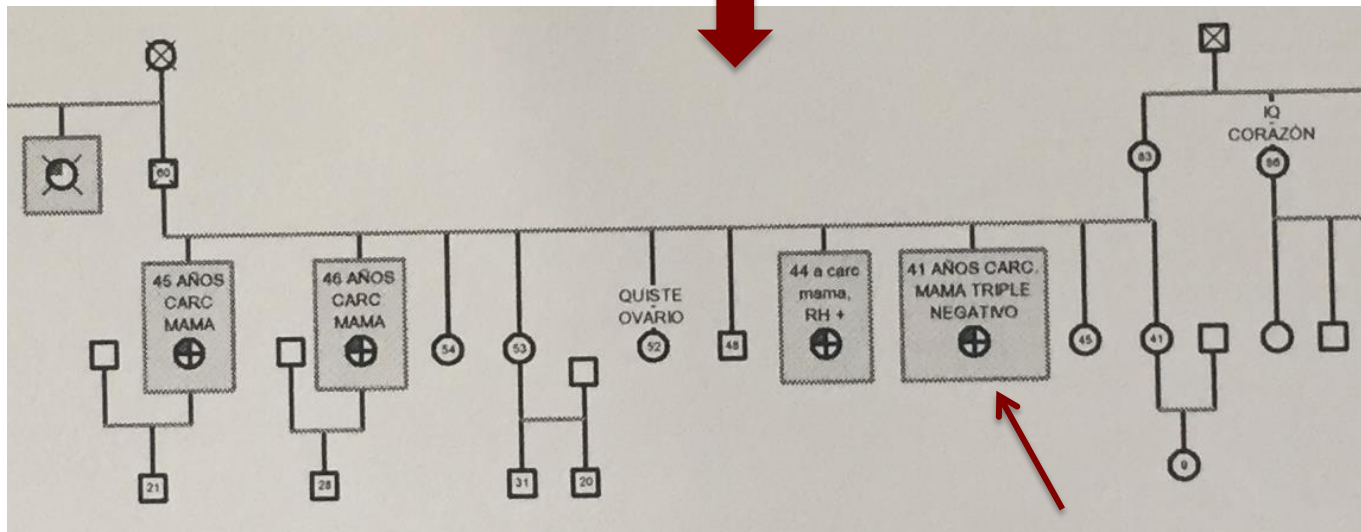 IQ
CORAZÓN
83
86
60
45 AÑOS
CARC
MAMA
46 AÑOS
CARC
MAMA
54
53
QUISTE
OVARIO
52
48
44 a carc
mama,
RH +
41 AÑOS CARC.
MAMA TRIPLE
NEGATIVO
45
41
21
28
31
20
9